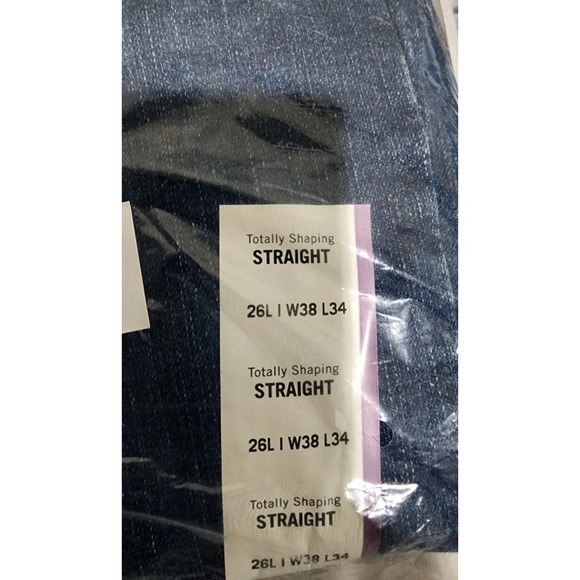 Totally Shaping
STRAIGHT
26L | W38 L34
Totally Shaping
STRAIGHT
26L | W38 L34
Totally Shaping
STRAIGHT
26L | W38 L34